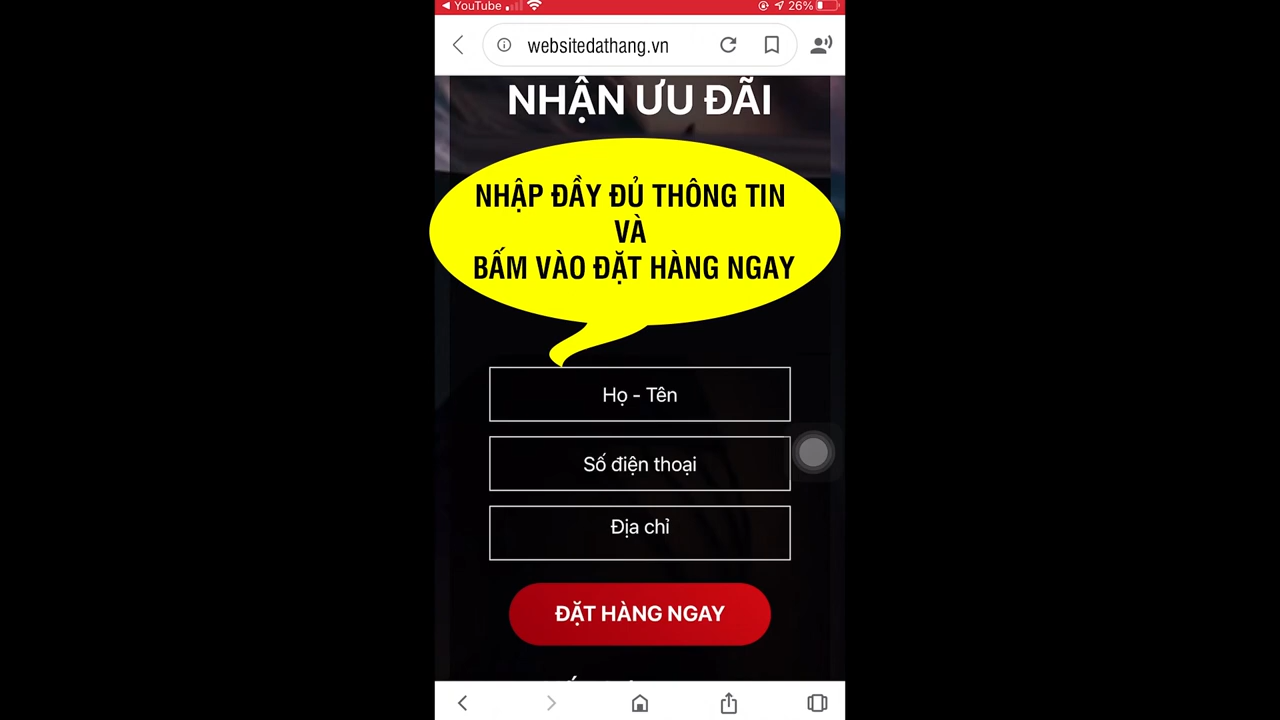 YouTube 26%
websitedathang.vn
NHẬN ƯU ĐÃI
NHẬP ĐẦY ĐỦ THÔNG TIN
VÀ
BẤM VÀO ĐẶT HÀNG NGAY
Họ - Tên
Số điện thoại
Địa chỉ
ĐẶT HÀNG NGAY